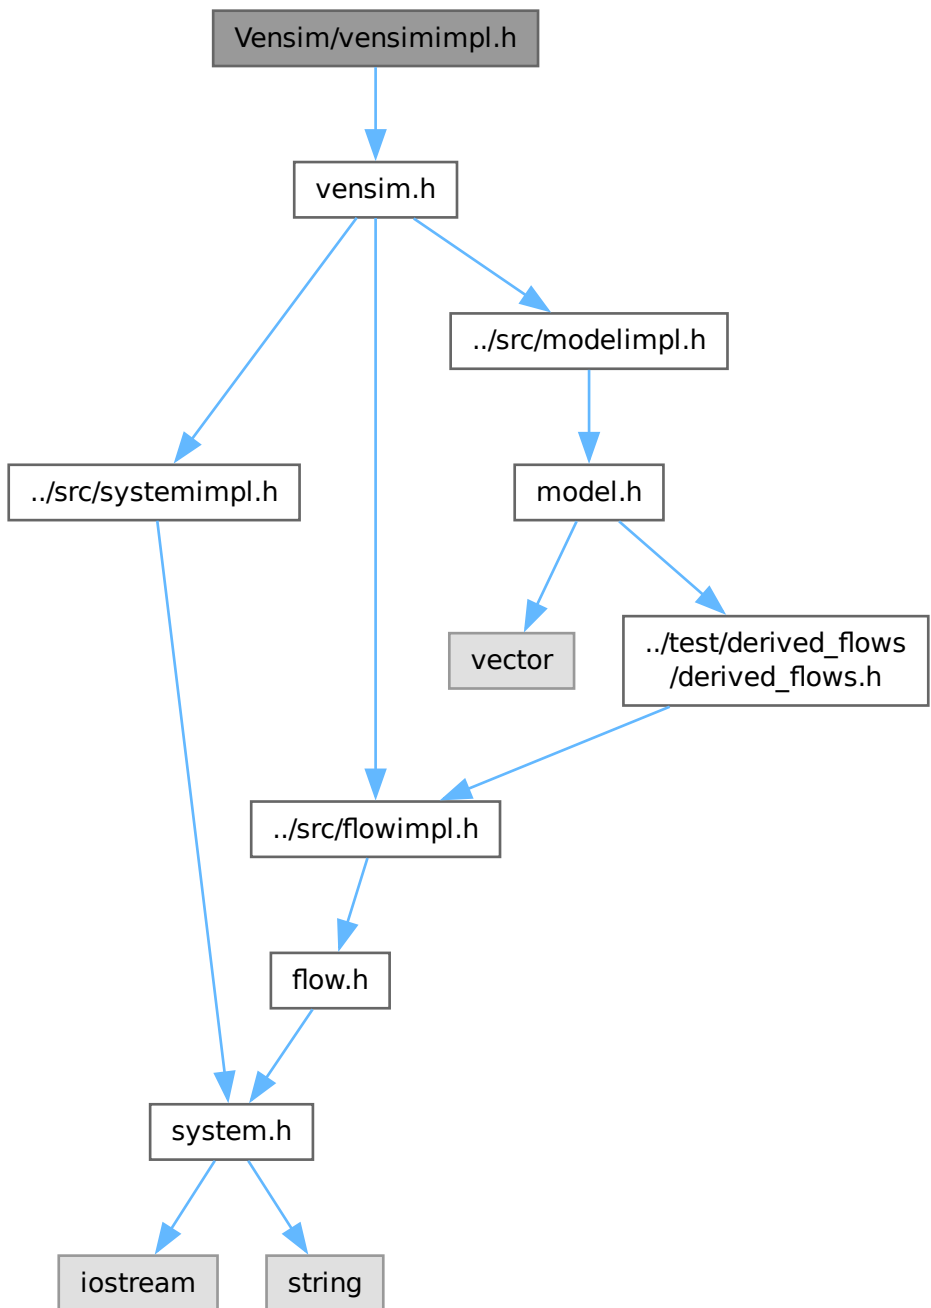 Vensim/vensimimpl.h
vensim.h
../src/modelimpl.h
../src/systemimpl.h
model.h
vector
../test/derived_flows
/derived_flows.h
../src/flowimpl.h
flow.h
system.h
iostream
string